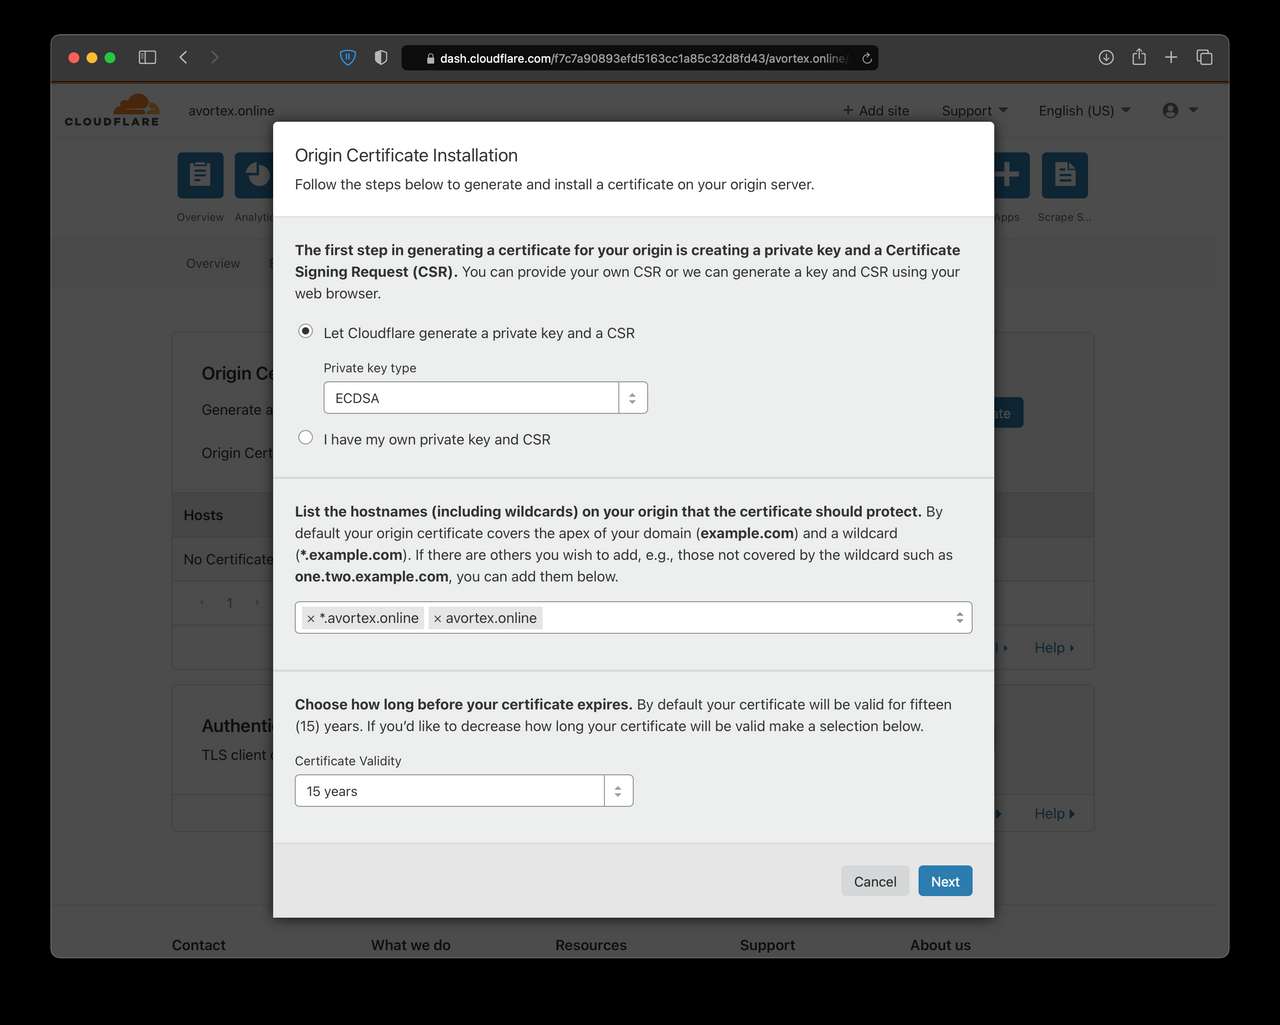 dash.cloudflare.com/f7c7a90893efd5163cc1a85c32d8fd43/avortex.online/
CLOUDFLARE
avortex.online
+ Add site
Support
English (US)
Origin Certificate Installation
Follow the steps below to generate and install a certificate on your origin server.
Overview
Apps
Scrape S...
Overview
The first step in generating a certificate for your origin is creating a private key and a Certificate
Signing Request (CSR). You can provide your own CSR or we can generate a key and CSR using your
web browser.
Let Cloudflare generate a private key and a CSR
Private key type
ECDSA
I have my own private key and CSR
Origin
Generate a
Origin Cert
Hosts
No Certificate
1
List the hostnames (including wildcards) on your origin that the certificate should protect. By
default your origin certificate covers the apex of your domain (example.com) and a wildcard
(*.example.com). If there are others you wish to add, e.g., those not covered by the wildcard such as
one.two.example.com, you can add them below.
× *.avortex.online × avortex.online
Help
Choose how long before your certificate expires. By default your certificate will be valid for fifteen
(15) years. If you'd like to decrease how long your certificate will be valid make a selection below.
Certificate Validity
15 years
Authenti
TLS client
Help
Cancel
Next
Contact
What we do
Resources
Support
About us